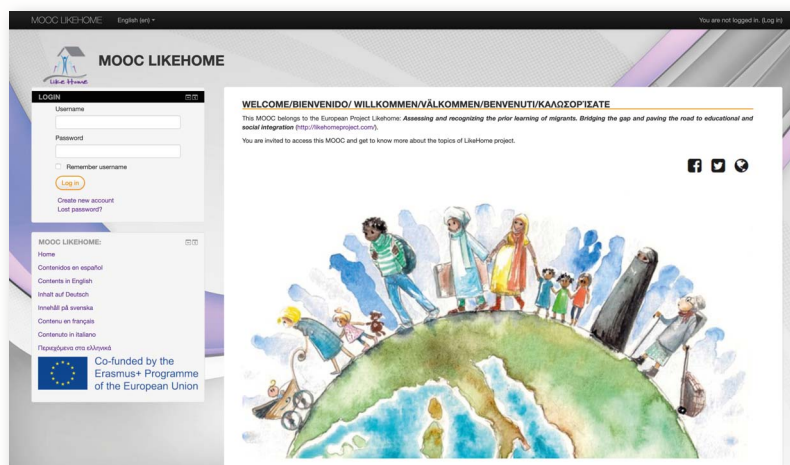 MOOC LIKEHOME English (en)
You are not logged in. (Log in)
Like Home
MOOC LIKEHOME
LOGIN
Username
Password
Remember username
Log in
Create new account
Lost password?
MOOC LIKEHOME:
Home
Contenidos en español
Contents in English
Inhalt auf Deutsch
Innehåll på svenska
Contenu en français
Contenuto in italiano
Περιεχόμενα στα ελληνικά
Co-funded by the
Erasmus+ Programme
of the European Union
WELCOME/BIENVENIDO/ WILLKOMMEN/VÄLKOMMEN/BENVENUTI/ΚΑΛΩΣΟΡΊΣΑΤΕ
This MOOC belongs to the European Project Likehome: Assessing and recognizing the prior learning of migrants. Bridging the gap and paving the road to educational and
social integration (http://likehomeproject.com/).
You are invited to access this MOOC and get to know more about the topics of LikeHome project.